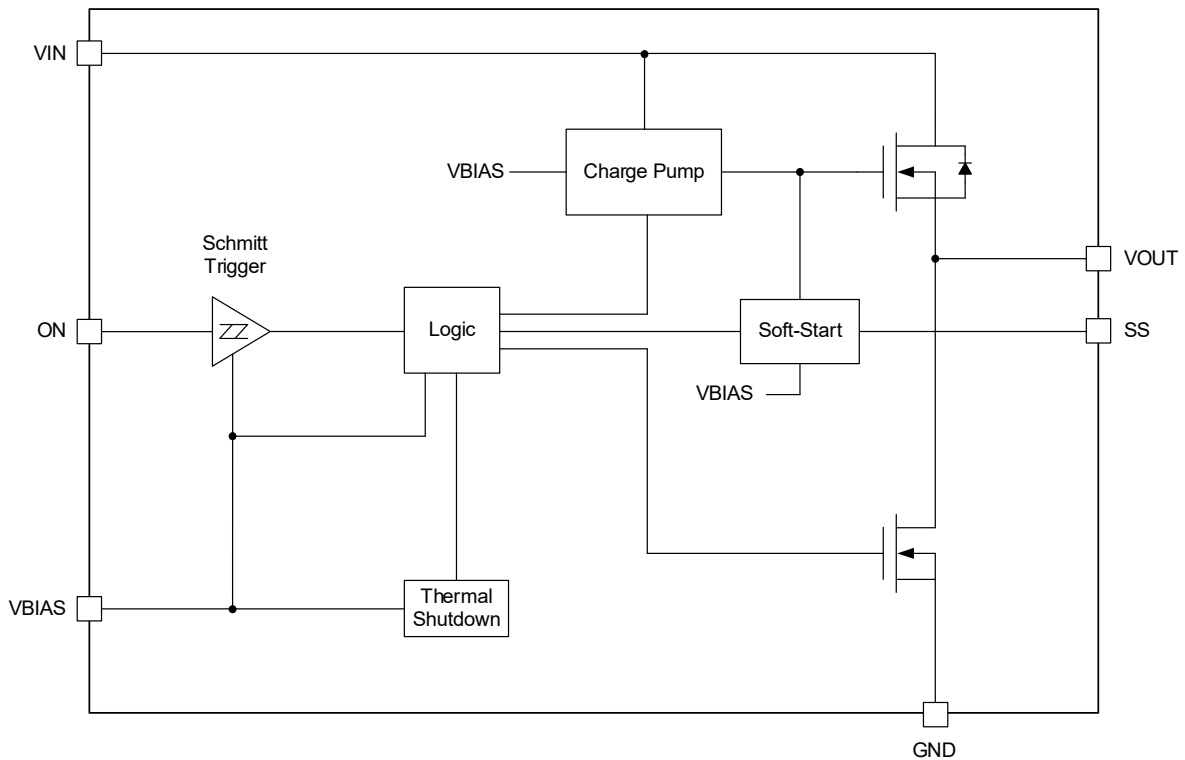 VIN
VBIAS
Charge Pump
Schmitt
Trigger
VOUT
ON
Logic
Soft-Start
SS
VBIAS
VBIAS
Thermal
Shutdown
GND